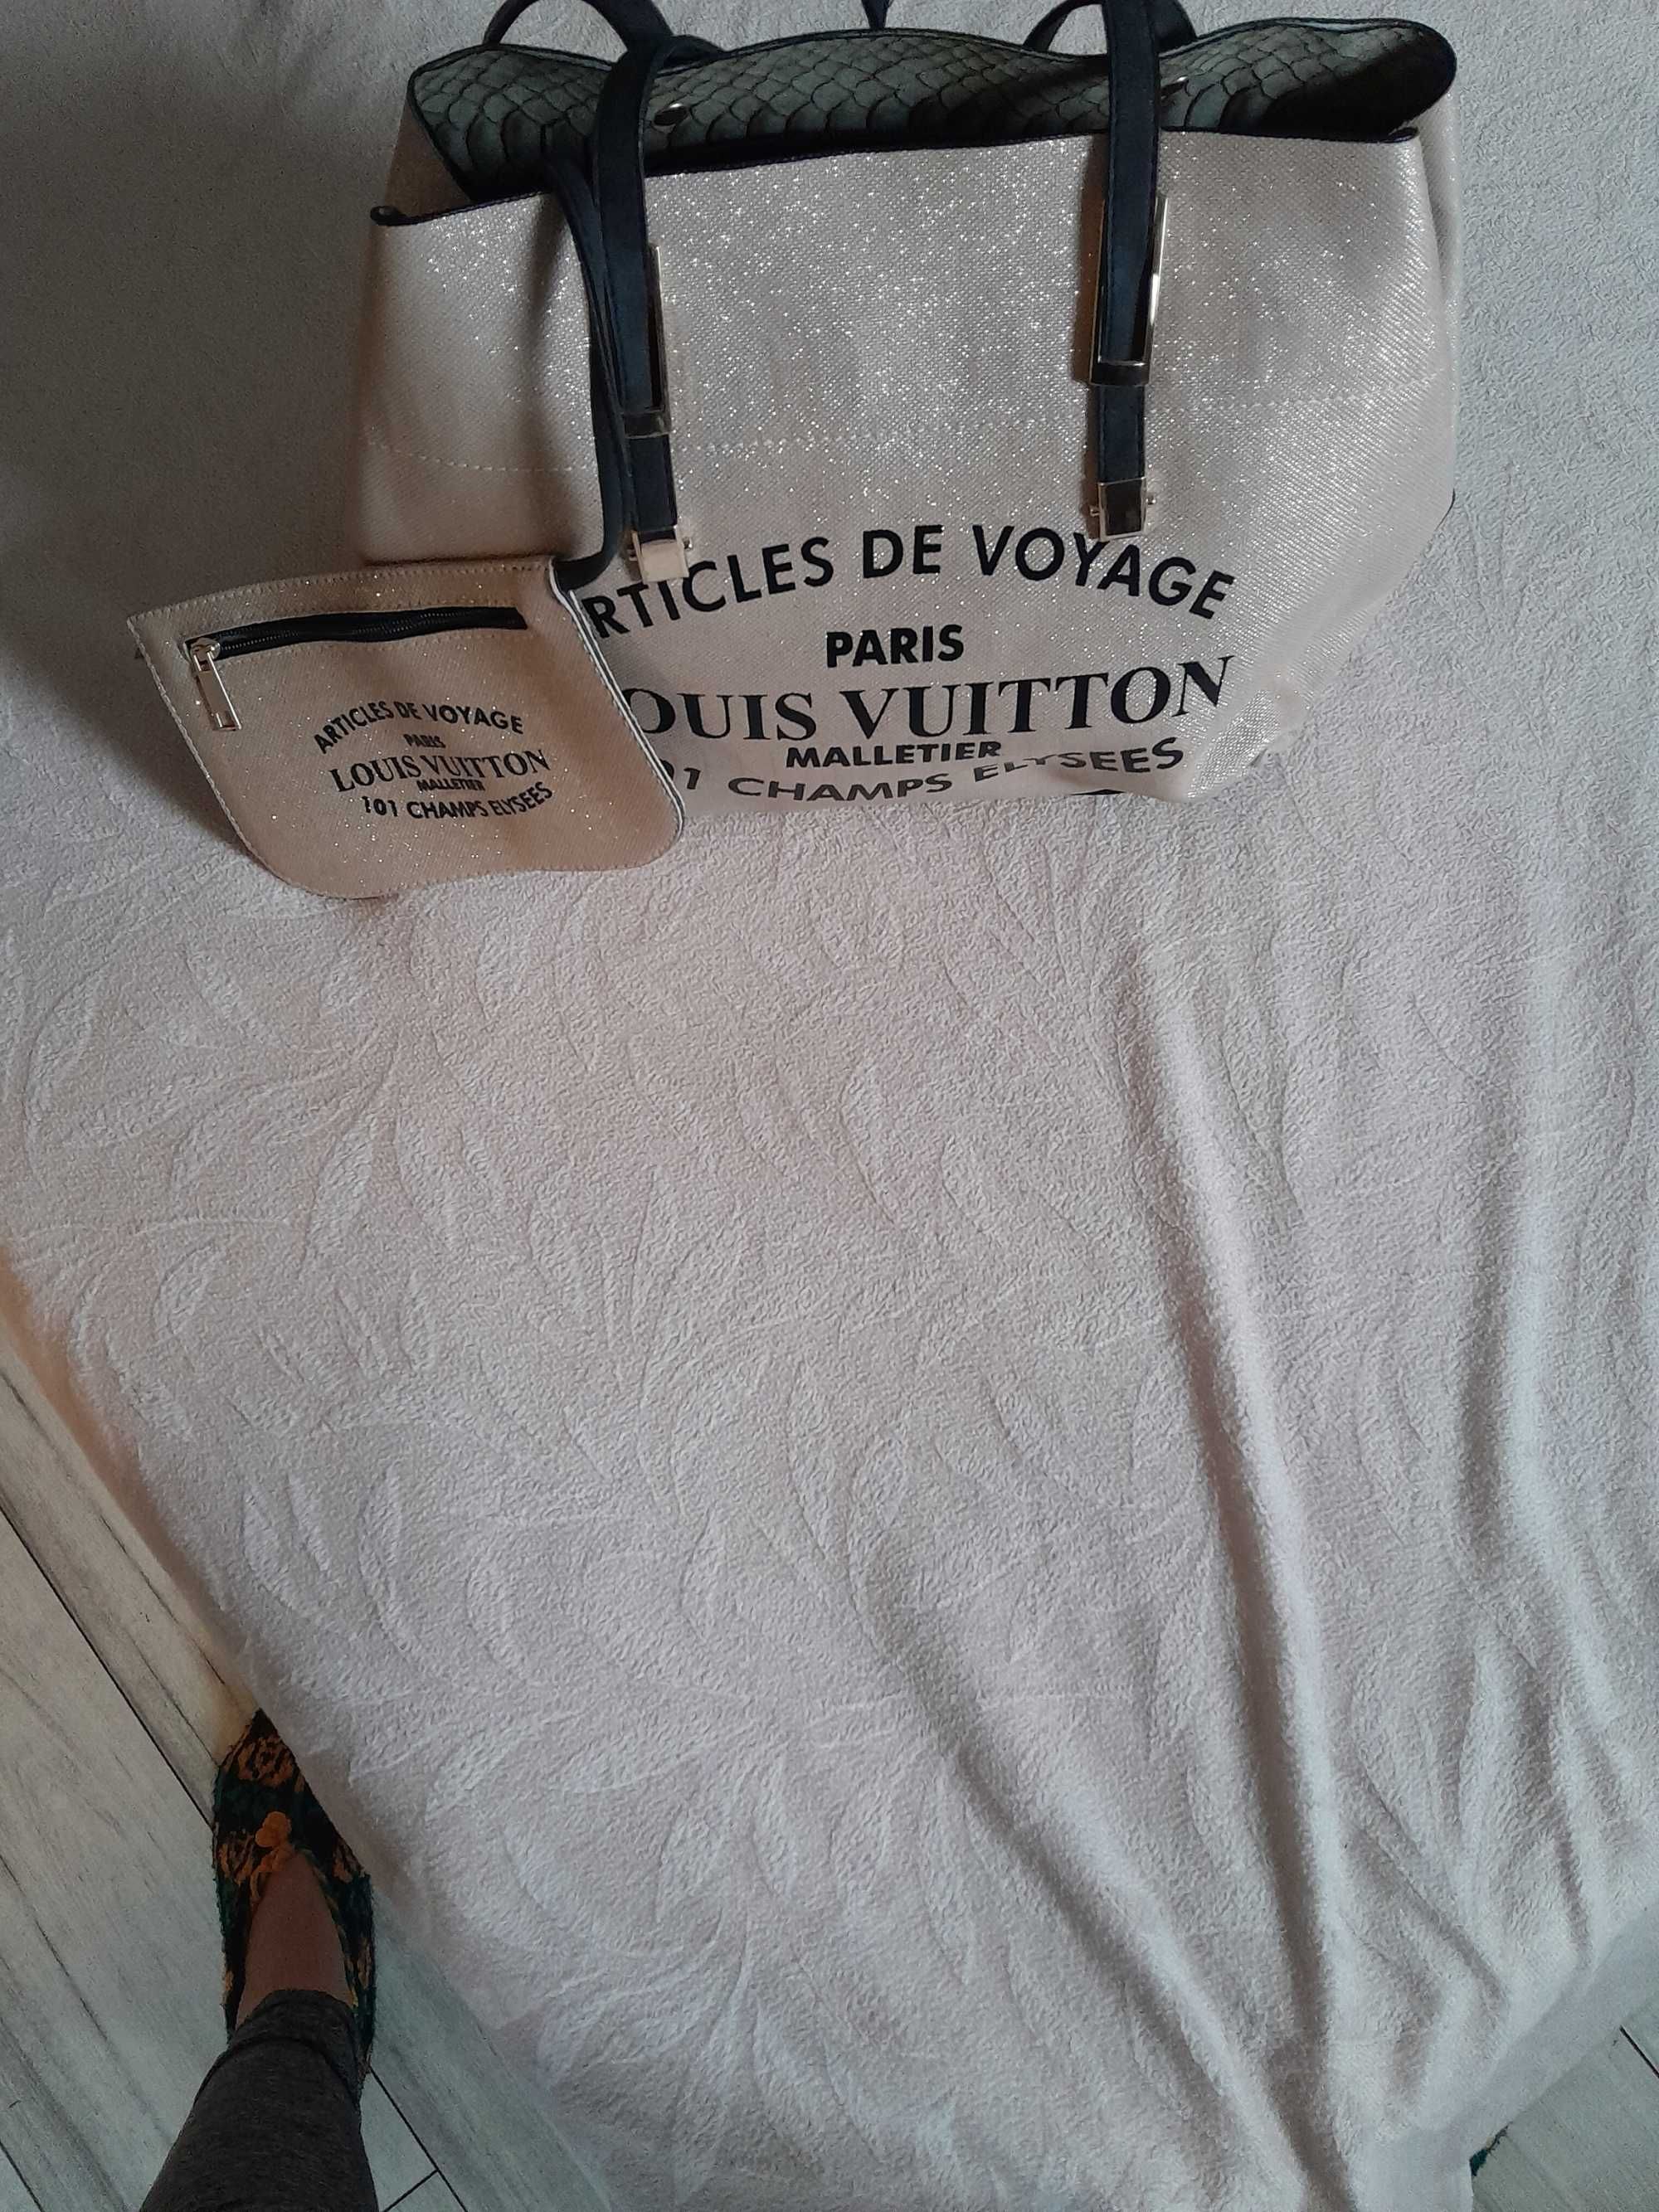 RTICLES DE VOYAGE
PARIS
OUIS VUITTON
MALLETIER
01 CHAMPS ELYSEES
ARTICLES DE VOYAGE
PARIS
LOUIS VUITTON
MALLETIER
101 CHAMPS ELYSEES